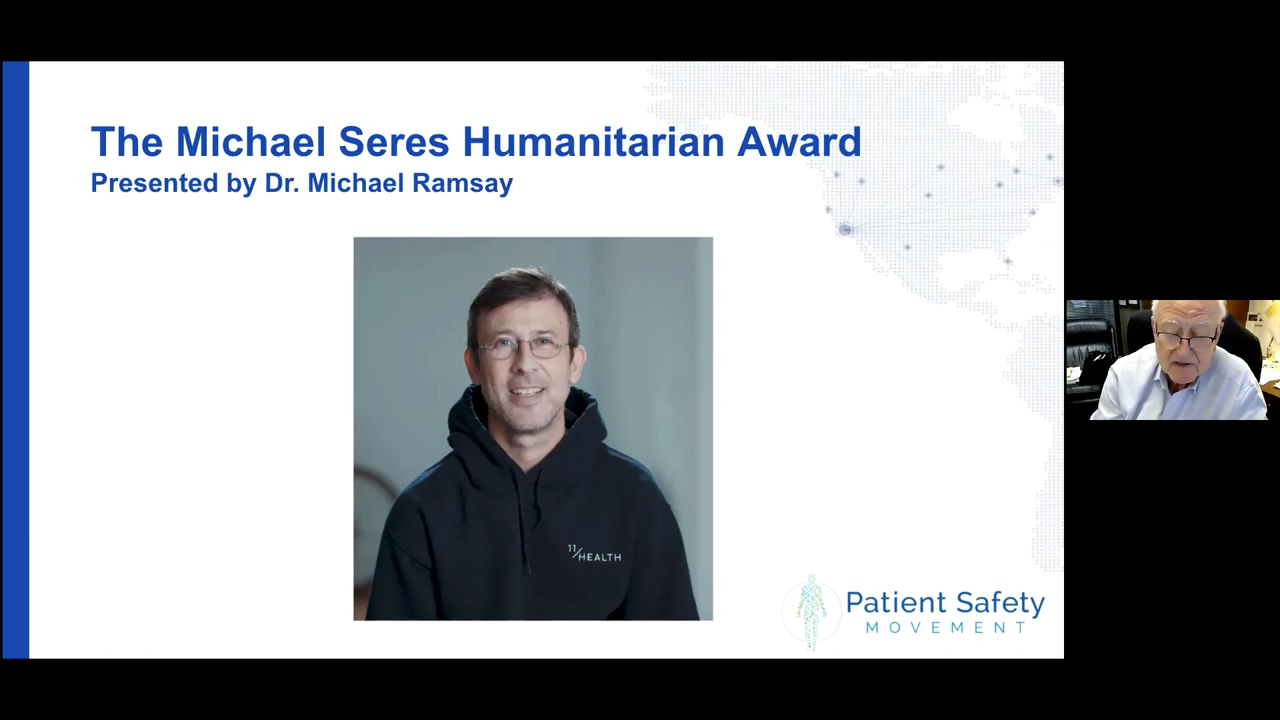 The Michael Seres Humanitarian Award
Presented by Dr. Michael Ramsay
11/HEALTH
Patient Safety
MOVEMENT